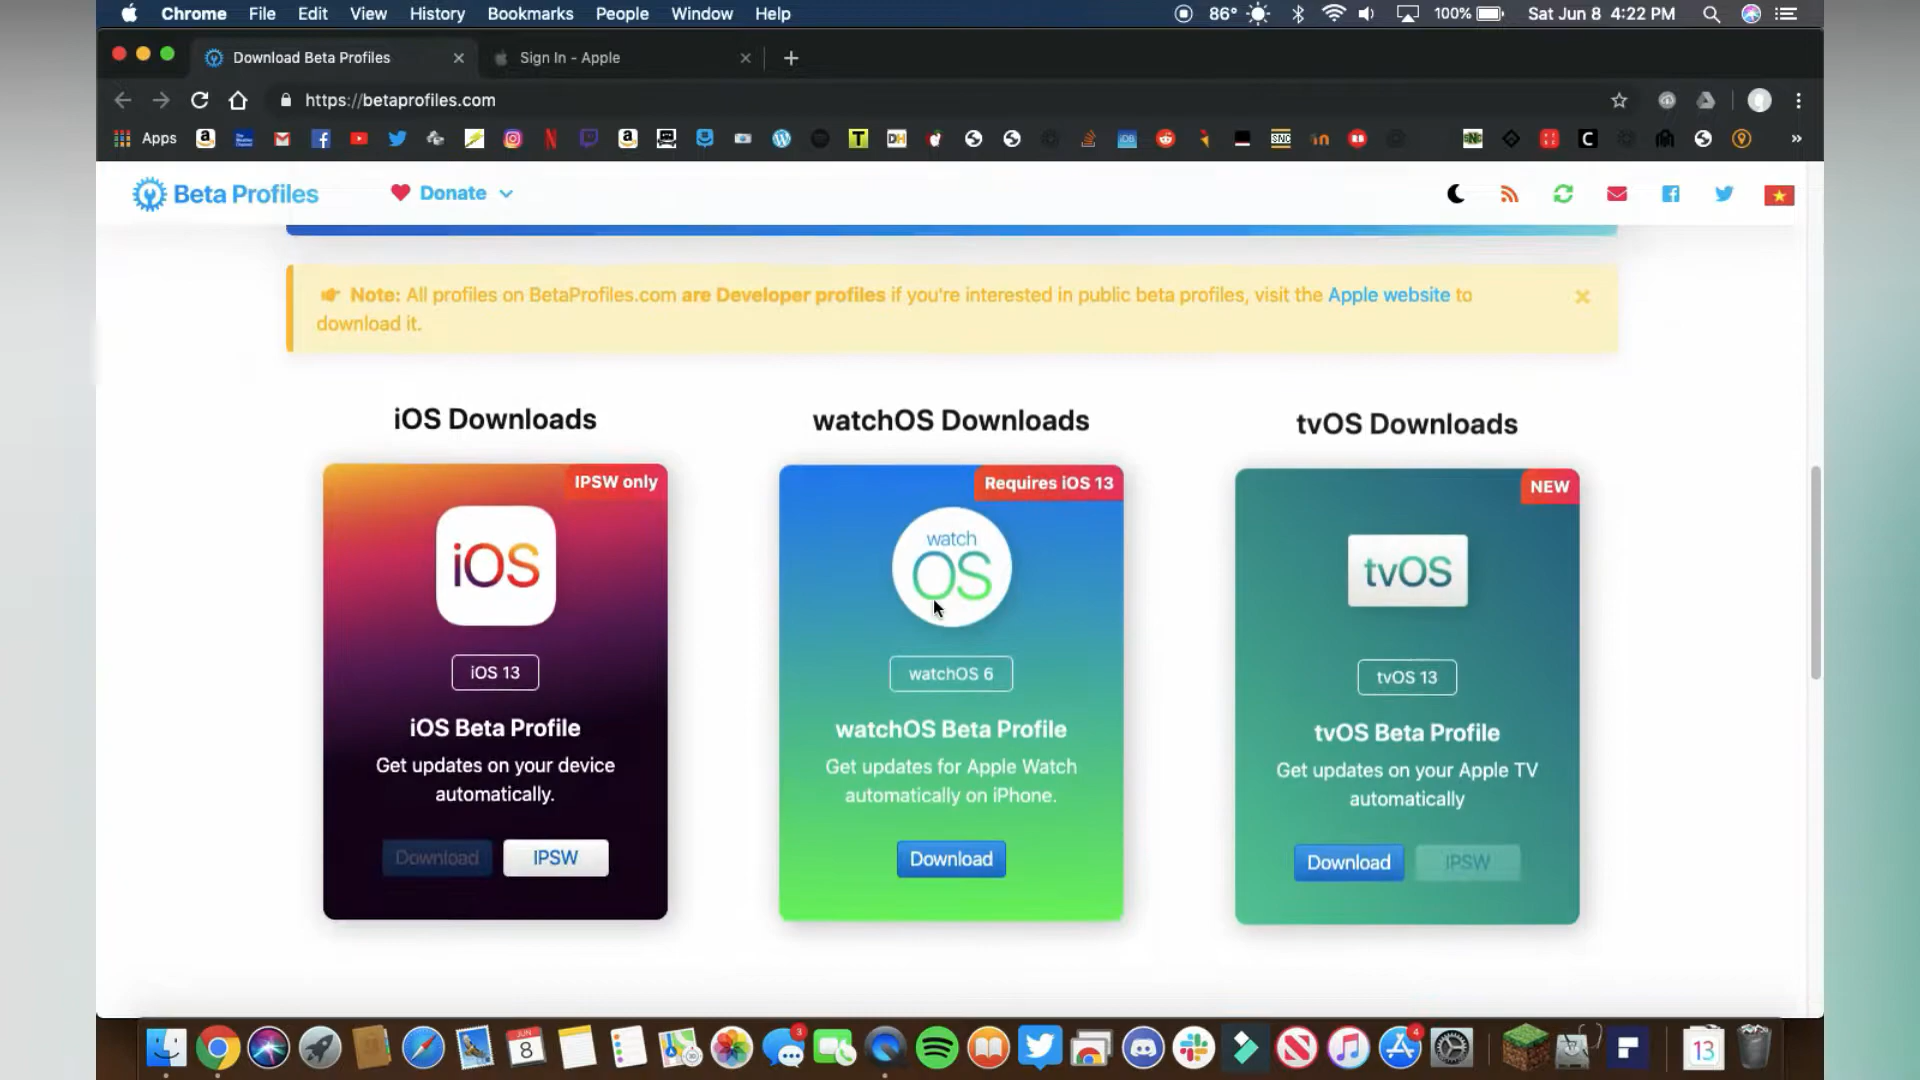 Chrome File Edit View History Bookmarks People Window Help 86° 100% Sat Jun 8 4:22 PM
Download Beta Profiles Sign In - Apple
https://betaprofiles.com
Apps
Beta Profiles Donate
Note: All profiles on BetaProfiles.com are Developer profiles if you're interested in public beta profiles, visit the Apple website to
download it.
iOS Downloads
IPSW only
iOS
iOS 13
iOS Beta Profile
Get updates on your device
automatically.
Download IPSW
watchOS Downloads
Requires iOS 13
watch
OS
watchOS 6
watchOS Beta Profile
Get updates for Apple Watch
automatically on iPhone.
Download
tvOS Downloads
NEW
tvOS
tvOS 13
tvOS Beta Profile
Get updates on your Apple TV
automatically
Download IPSW
JUN
8
3
4
13